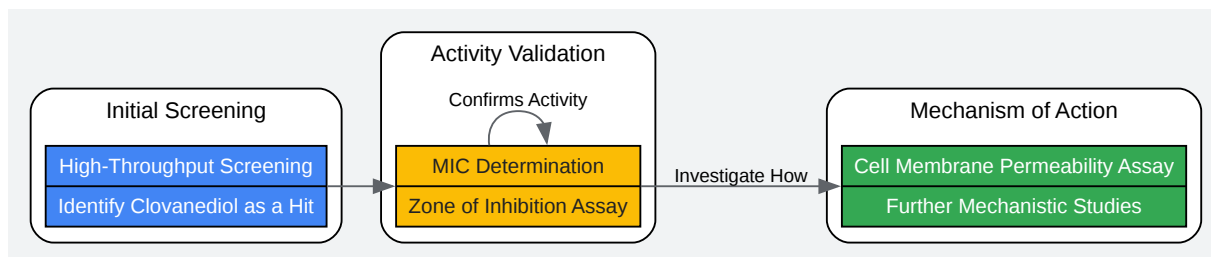 Initial Screening
High-Throughput Screening
Identify Clovanediol as a Hit
Activity Validation
Confirms Activity
MIC Determination
Zone of Inhibition Assay
Investigate How
Mechanism of Action
Cell Membrane Permeability Assay
Further Mechanistic Studies